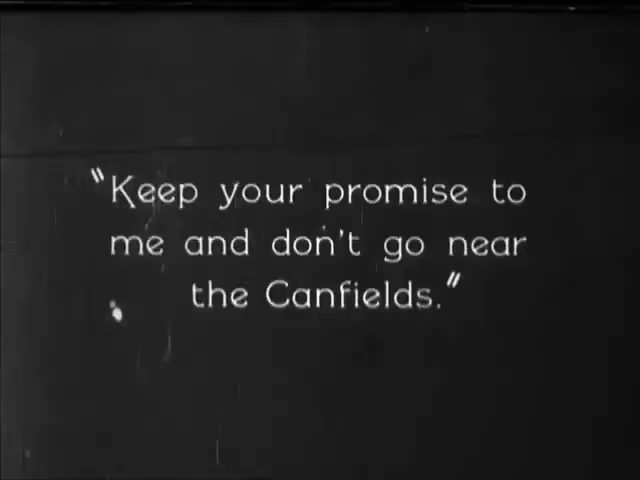 "Keep your promise to
me and don't go near
the Canfields."